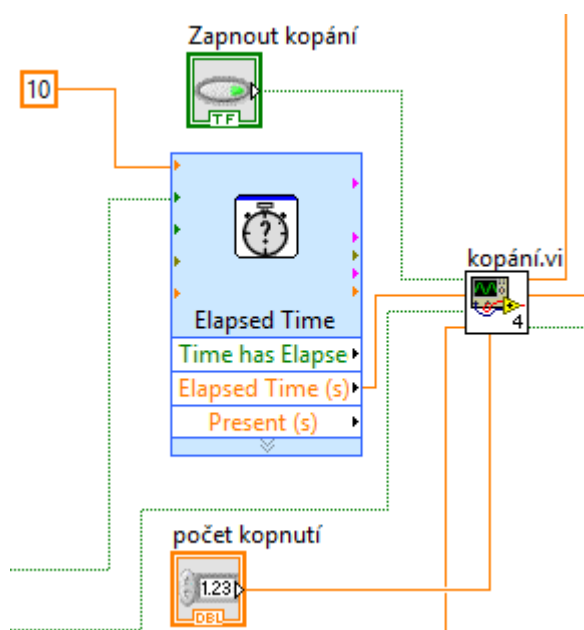 Zapnout kopání
10
TF
?
kopání.vi
4
Elapsed Time
Time has Elapse
Elapsed Time (s)
Present (s)
počet kopnutí
1.23
DBL